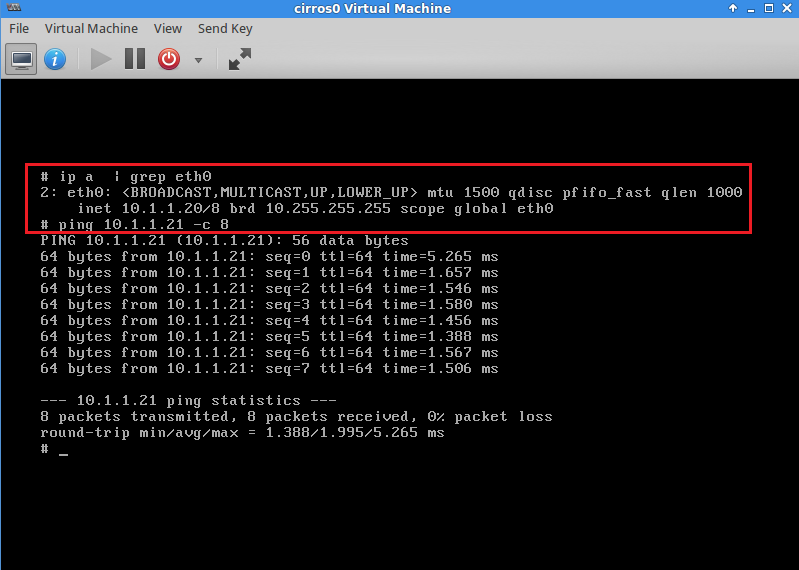 cirros0 Virtual Machine
File Virtual Machine View Send Key
# ip a  | grep eth0
2: eth0: <BROADCAST,MULTICAST,UP,LOWER_UP> mtu 1500 qdisc pfifo_fast qlen 1000
    inet 10.1.1.20/8 brd 10.255.255.255 scope global eth0
# ping 10.1.1.21 -c 8
PING 10.1.1.21 (10.1.1.21): 56 data bytes
64 bytes from 10.1.1.21: seq=0 ttl=64 time=5.265 ms
64 bytes from 10.1.1.21: seq=1 ttl=64 time=1.657 ms
64 bytes from 10.1.1.21: seq=2 ttl=64 time=1.546 ms
64 bytes from 10.1.1.21: seq=3 ttl=64 time=1.580 ms
64 bytes from 10.1.1.21: seq=4 ttl=64 time=1.456 ms
64 bytes from 10.1.1.21: seq=5 ttl=64 time=1.388 ms
64 bytes from 10.1.1.21: seq=6 ttl=64 time=1.567 ms
64 bytes from 10.1.1.21: seq=7 ttl=64 time=1.506 ms
--- 10.1.1.21 ping statistics ---
8 packets transmitted, 8 packets received, 0% packet loss
round-trip min/avg/max = 1.388/1.995/5.265 ms
# _